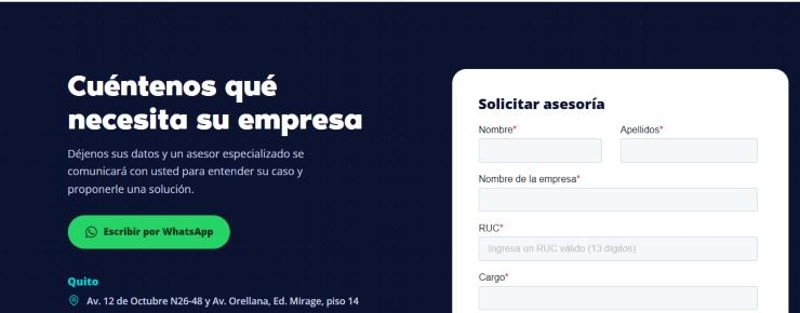 Cuéntenos qué
necesita su empresa
Déjenos sus datos y un asesor especializado se
comunicará con usted para entender su caso y
proponerle una solución.
Escribir por WhatsApp
Quito
Av. 12 de Octubre N26-48 y Av. Orellana, Ed. Mirage, piso 14
Solicitar asesoría
Nombre* Apellidos*
Nombre de la empresa*
RUC*
Ingresa un RUC válido (13 dígitos)
Cargo*